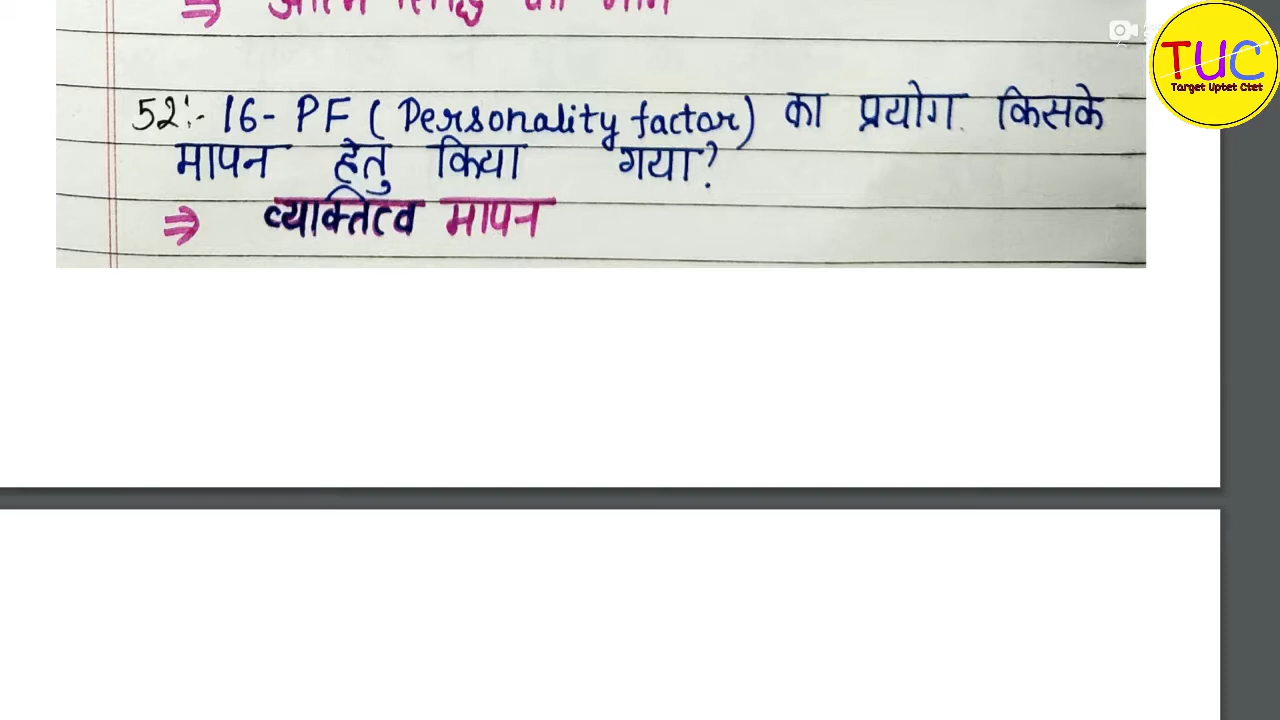 52:- 16- PF ( Personality factor) का प्रयोग किसके
मापन हेतु किया गया?
⇒ व्यक्तित्व मापन
TUC
Target Uptet Ctet